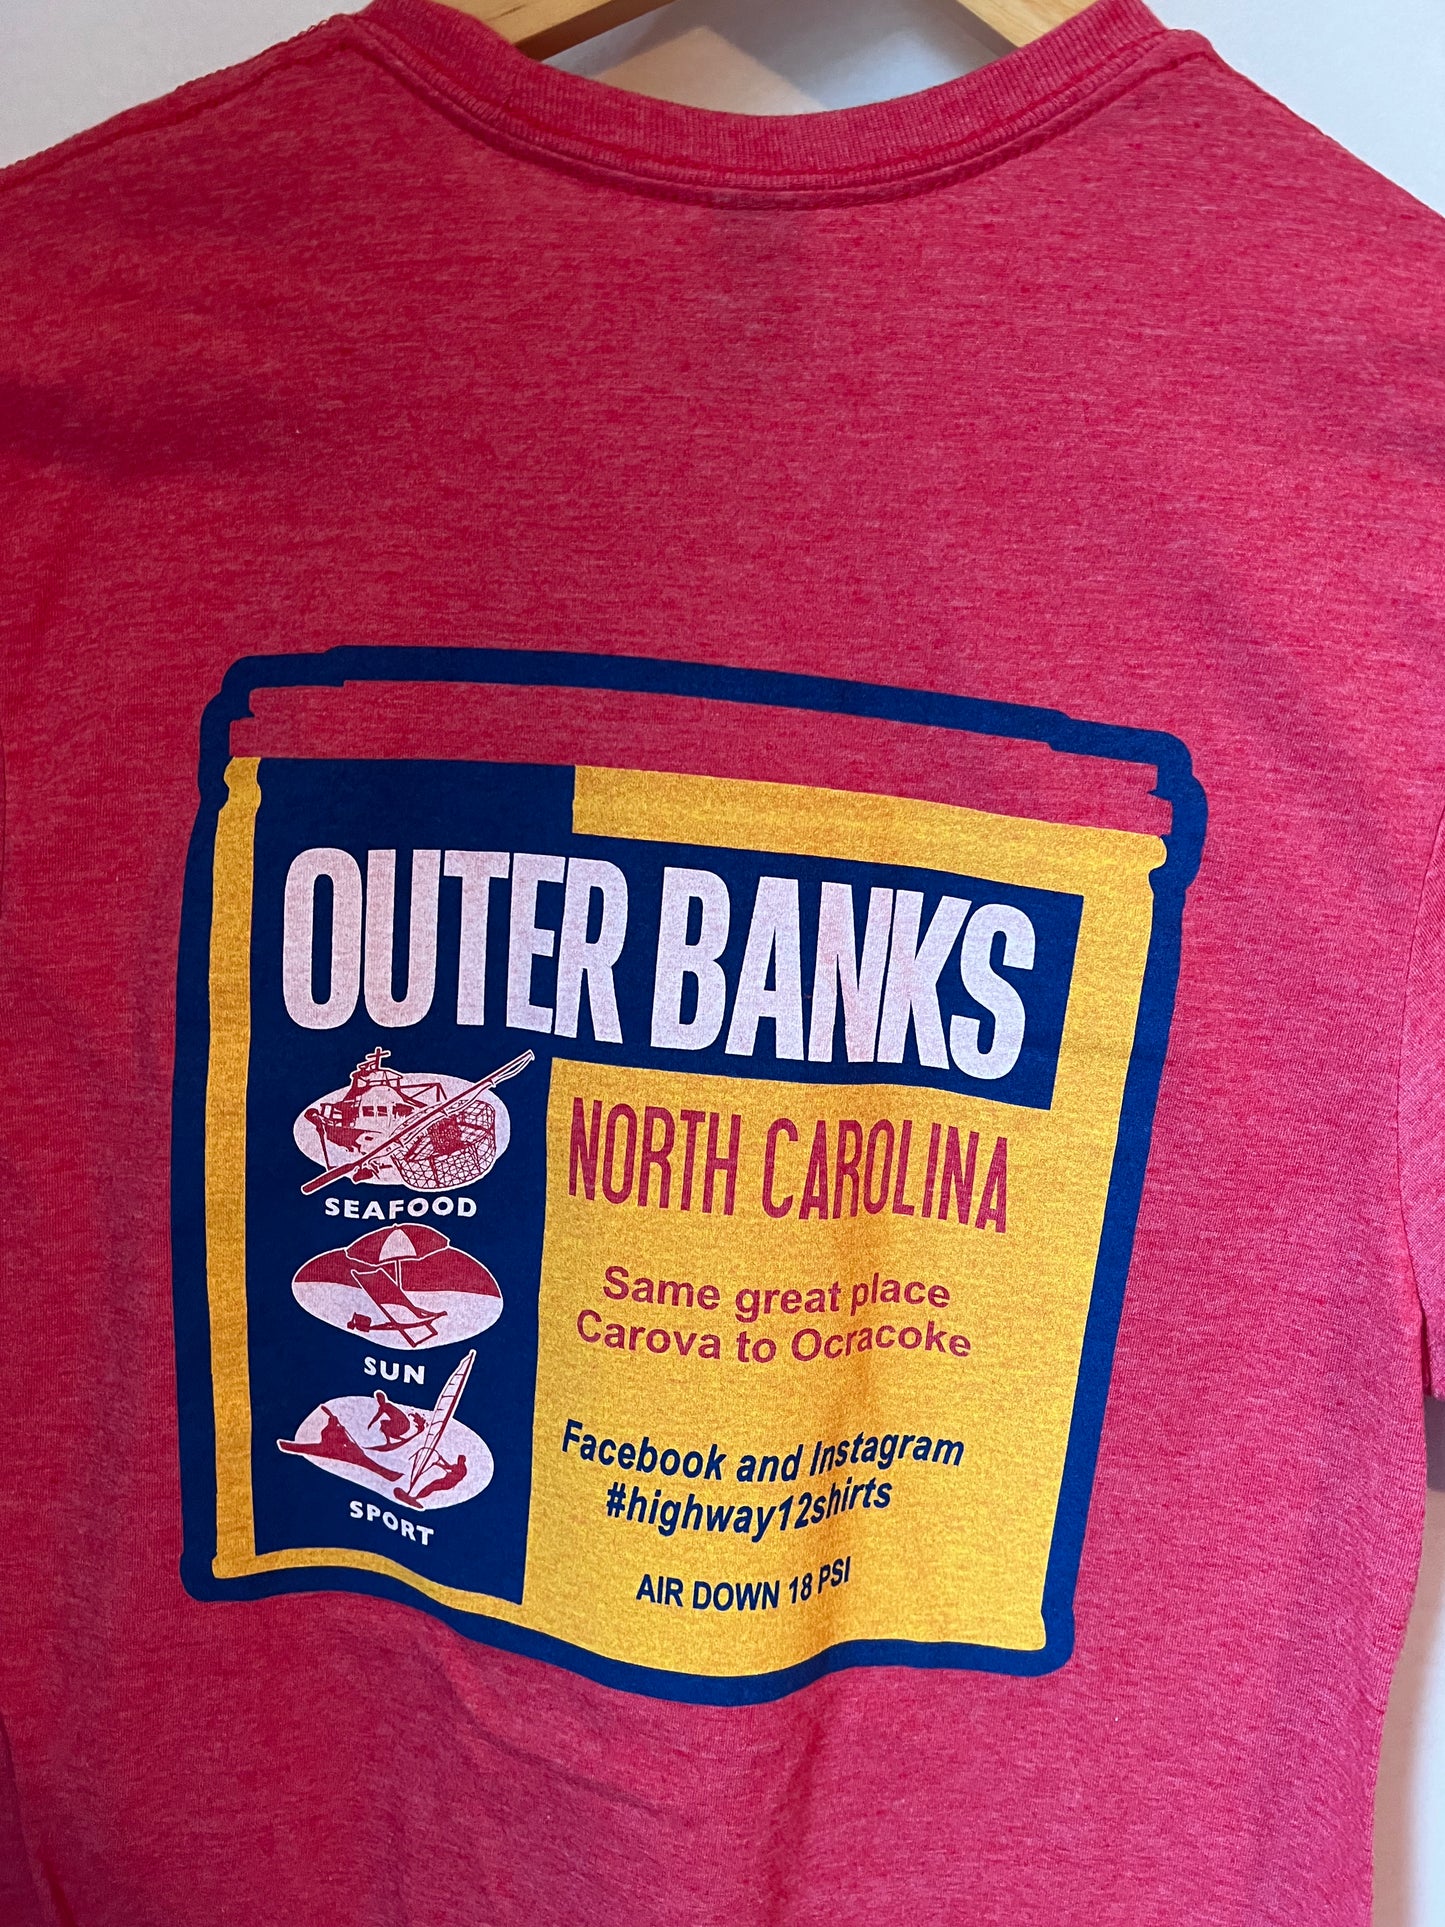 OUTER BANKS
NORTH CAROLINA
SEAFOOD
SUN
SPORT
Same great place
Carova to Ocracoke
Facebook and Instagram
#highway12shirts
AIR DOWN 18 PSI